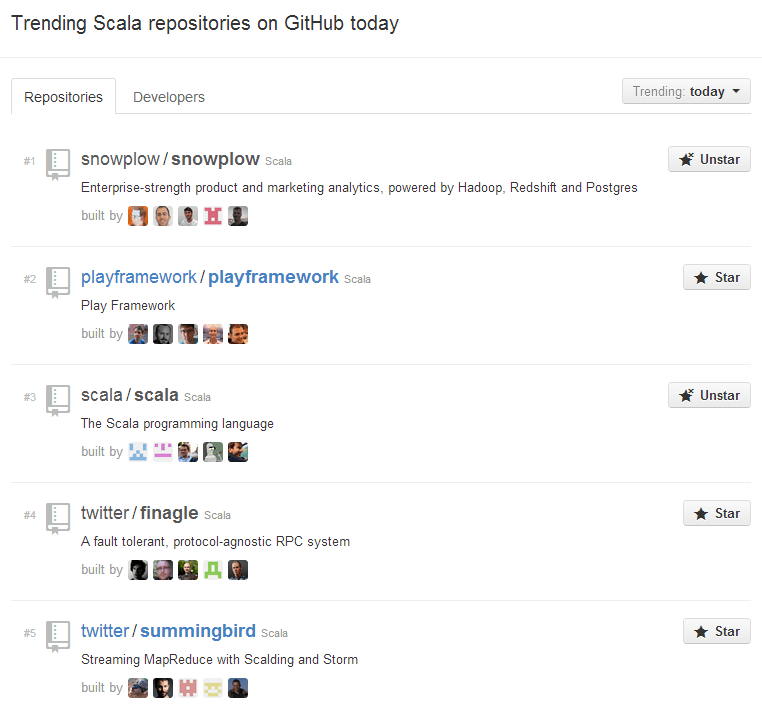 Trending Scala repositories on GitHub today
Repositories Developers Trending: today
#1 snowplow/snowplow Scala Unstar
Enterprise-strength product and marketing analytics, powered by Hadoop, Redshift and Postgres
built by
#2 playframework/playframework Scala Star
Play Framework
built by
#3 scala/scala Scala Unstar
The Scala programming language
built by
#4 twitter/finagle Scala Star
A fault tolerant, protocol-agnostic RPC system
built by
#5 twitter/summingbird Scala Star
Streaming MapReduce with Scalding and Storm
built by